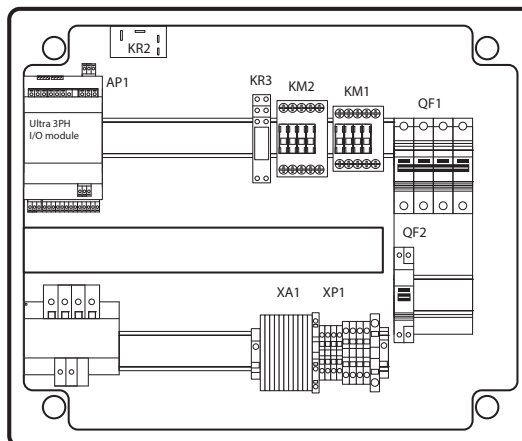 KR2
AP1
KR3
KM2
KM1
QF1
Ultra 3PH
I/O module
QF2
XA1
XP1